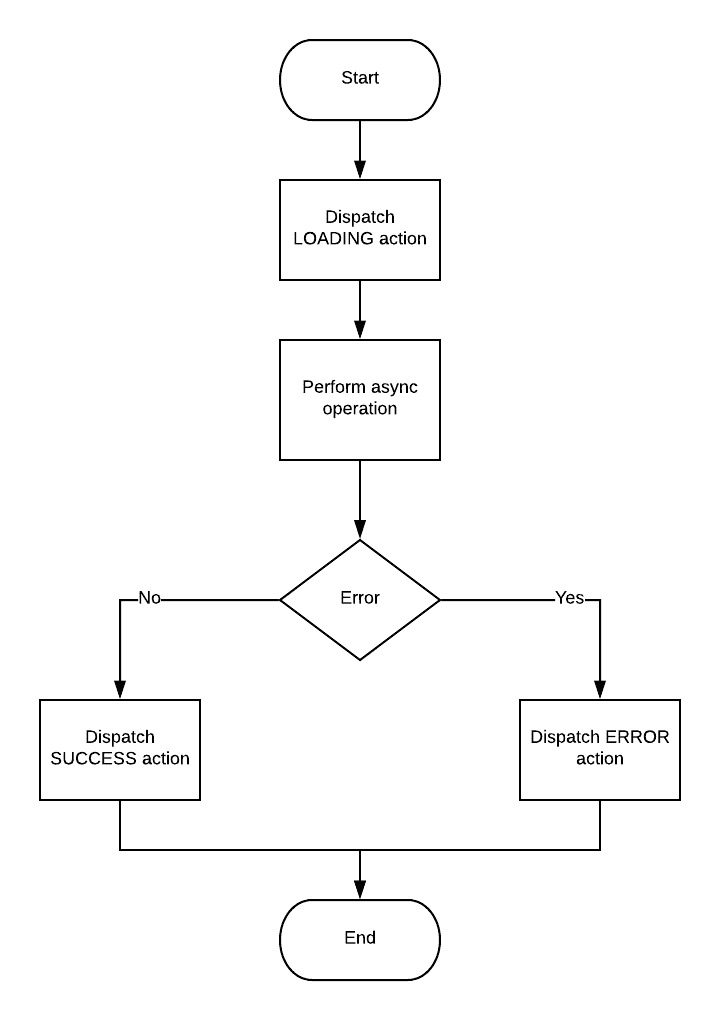 Start
Dispatch
LOADING action
Perform async
operation
Error
No
Yes
Dispatch
SUCCESS action
Dispatch ERROR
action
End